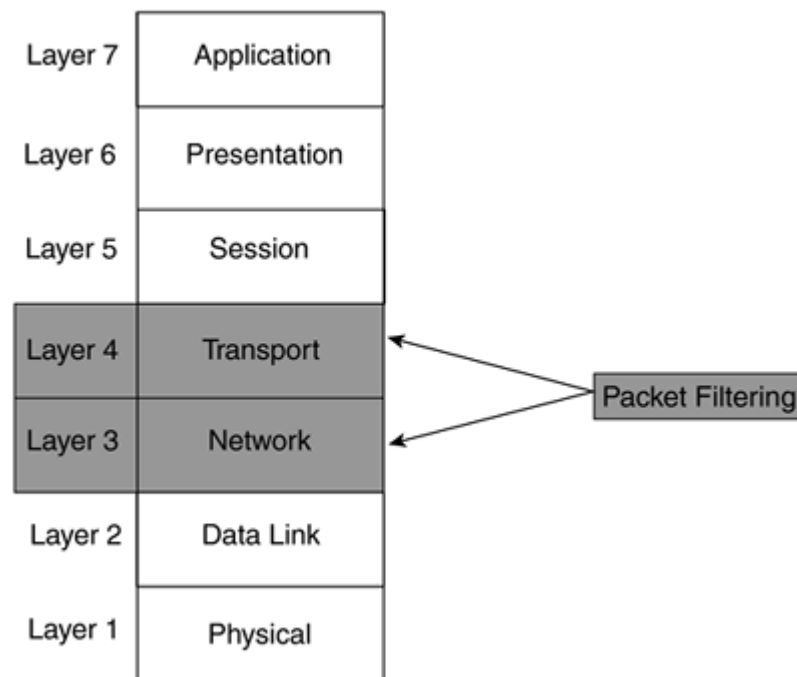 Layer 7 Application
Layer 6 Presentation
Layer 5 Session
Layer 4 Transport
Packet Filtering
Layer 3 Network
Layer 2 Data Link
Layer 1 Physical